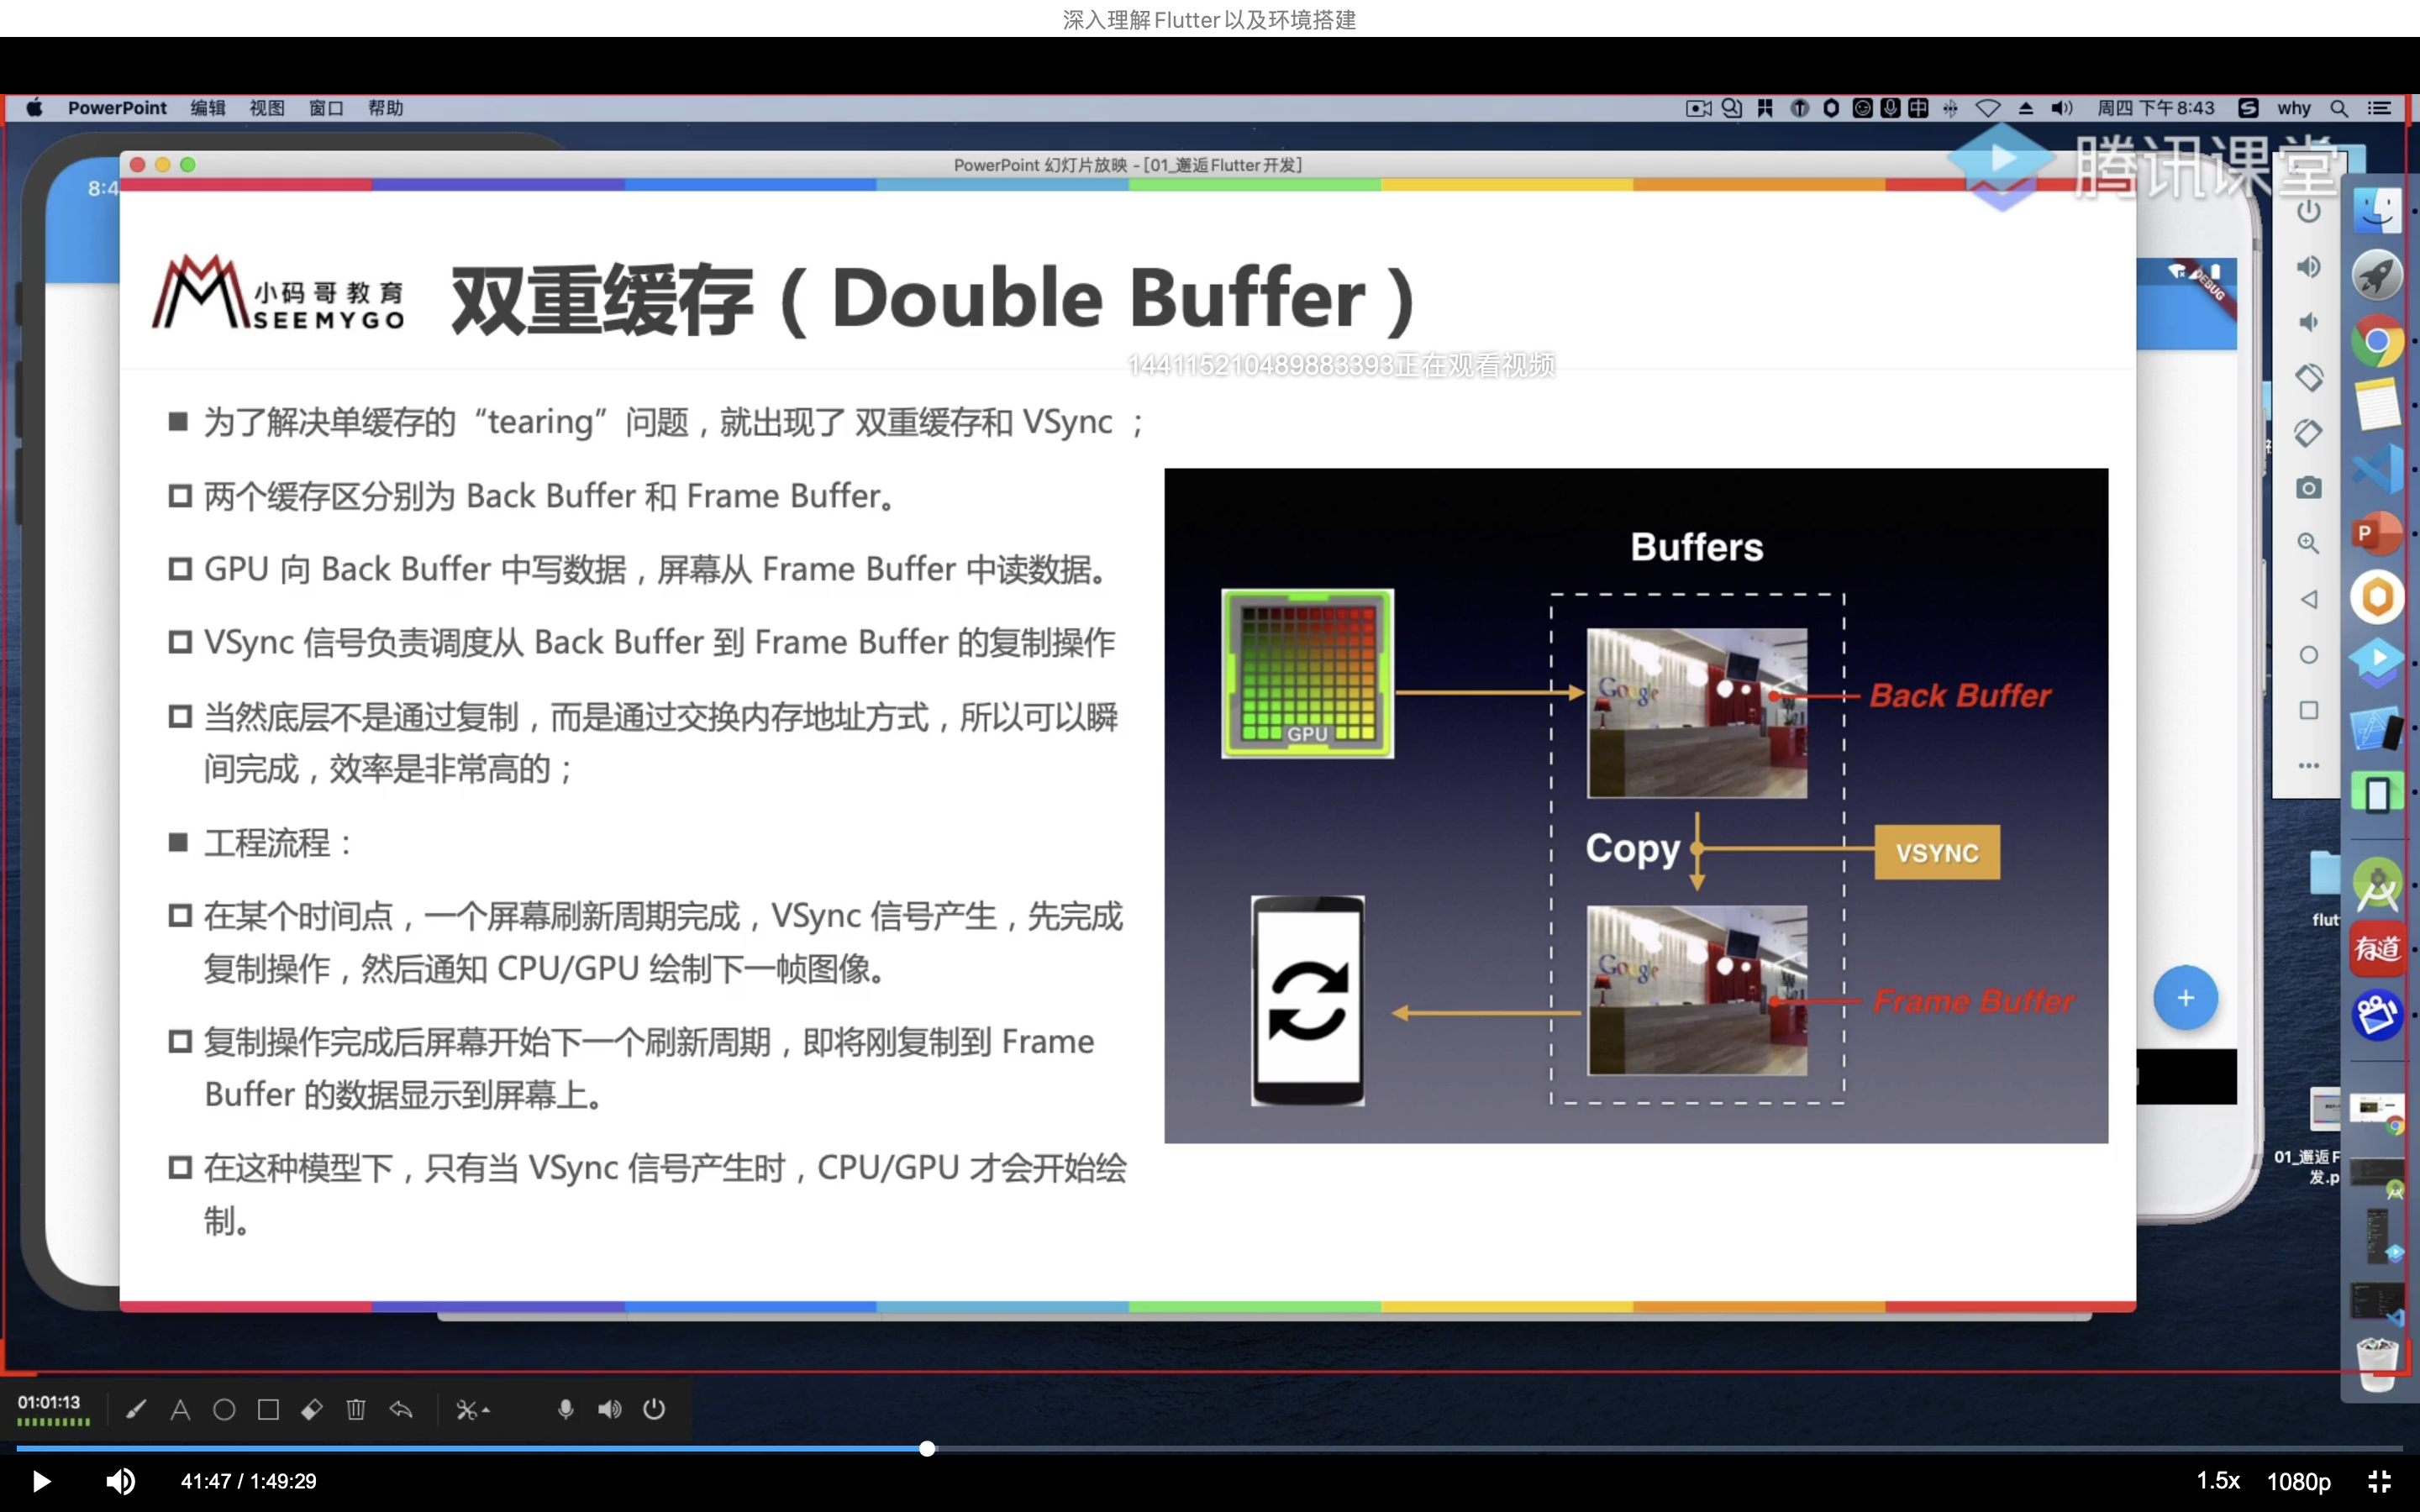 深入理解Flutter以及环境搭建
PowerPoint 编辑 视图 窗口 帮助
周四 下午8:43 why
PowerPoint 幻灯片放映 - [01_邂逅Flutter开发]
腾讯课堂
8:4
DEBUG
小码哥教育
SEEMYGO
双重缓存（Double Buffer）
144115210489883393正在观看视频
为了解决单缓存的“tearing”问题，就出现了 双重缓存和 VSync ；
两个缓存区分别为 Back Buffer 和 Frame Buffer。
GPU 向 Back Buffer 中写数据，屏幕从 Frame Buffer 中读数据。
VSync 信号负责调度从 Back Buffer 到 Frame Buffer 的复制操作
当然底层不是通过复制，而是通过交换内存地址方式，所以可以瞬
间完成，效率是非常高的；
工程流程：
在某个时间点，一个屏幕刷新周期完成，VSync 信号产生，先完成
复制操作，然后通知 CPU/GPU 绘制下一帧图像。
复制操作完成后屏幕开始下一个刷新周期，即将刚复制到 Frame
Buffer 的数据显示到屏幕上。
在这种模型下，只有当 VSync 信号产生时，CPU/GPU 才会开始绘
制。
Buffers
GPU
Google
Back Buffer
Copy
VSYNC
Google
Frame Buffer
flut
有道
01_邂逅F
发.p
01:01:13
41:47 / 1:49:29
1.5x 1080p